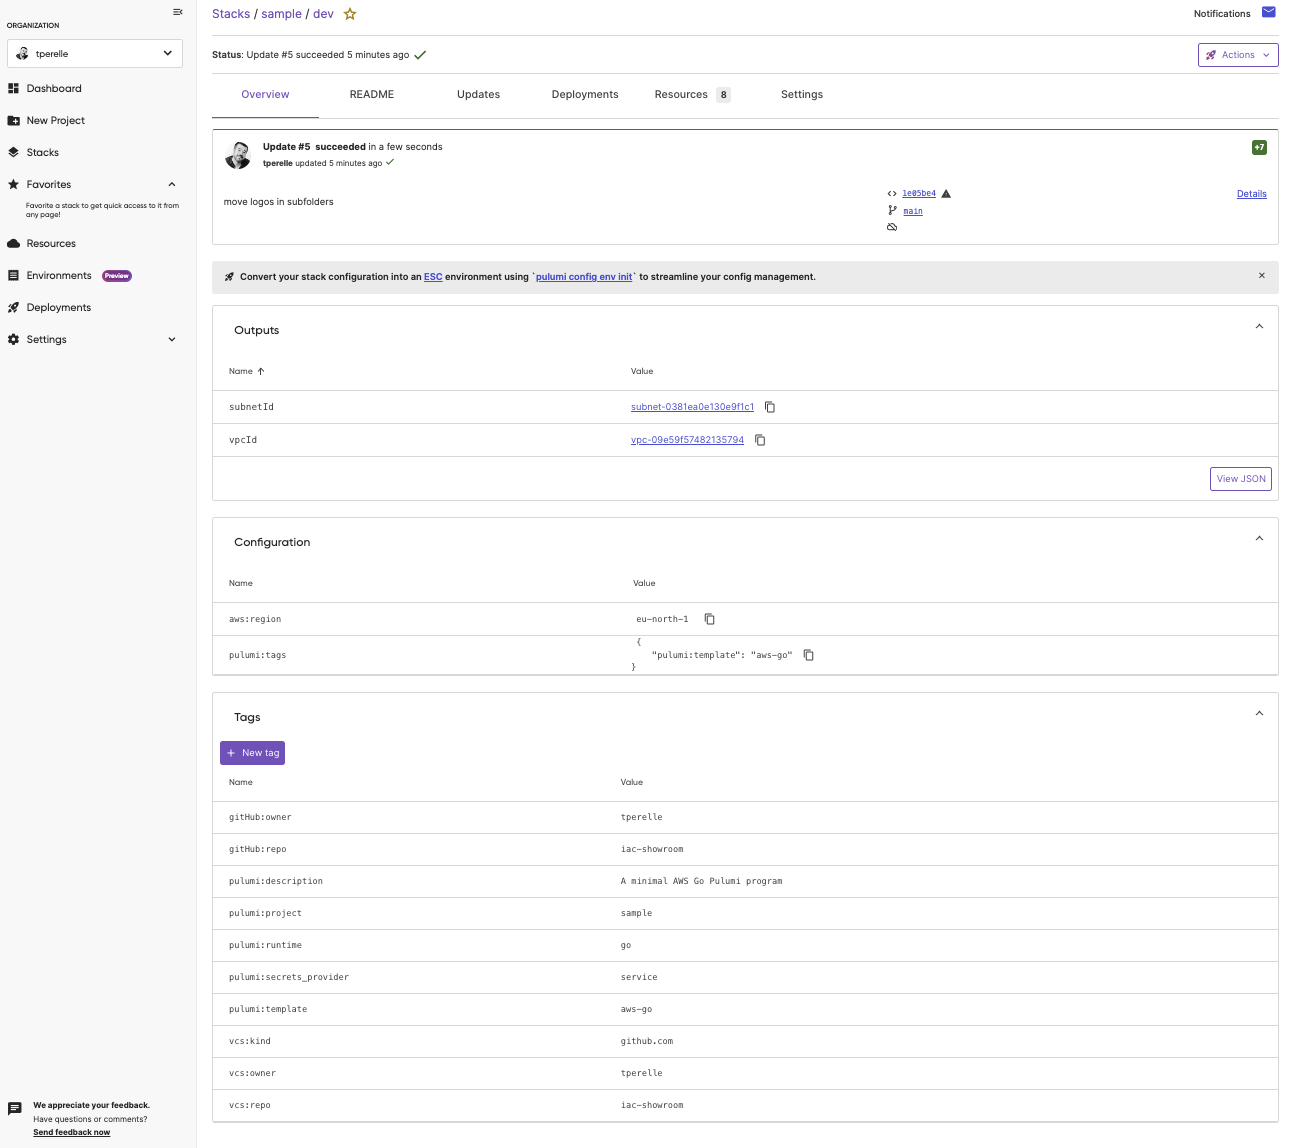 ORGANIZATION
tperelle
Dashboard
New Project
Stacks
Favorites
Favorite a stack to get quick access to it from
any page!
Resources
Environments Preview
Deployments
Settings
We appreciate your feedback.
Have questions or comments?
Send feedback now
Stacks / sample / dev
Notifications
Status: Update #5 succeeded 5 minutes ago
Actions
Overview README Updates Deployments Resources 8 Settings
Update #5 succeeded in a few seconds
+7
tperelle updated 5 minutes ago
move logos in subfolders
1e05be4
Details
main
Convert your stack configuration into an ESC environment using `pulumi config env init` to streamline your config management.
Outputs
Name Value
subnetId subnet-0381ea0e130e9f1c1
vpcId vpc-09e59f57482135794
View JSON
Configuration
Name Value
aws:region eu-north-1
{
pulumi:tags "pulumi:template": "aws-go"
}
Tags
+ New tag
Name Value
gitHub:owner tperelle
gitHub:repo iac-showroom
pulumi:description A minimal AWS Go Pulumi program
pulumi:project sample
pulumi:runtime go
pulumi:secrets_provider service
pulumi:template aws-go
vcs:kind github.com
vcs:owner tperelle
vcs:repo iac-showroom